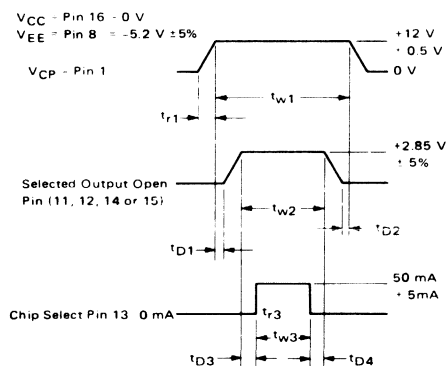 VCC - Pin 16 - 0 V
VEE = Pin 8 = -5.2 V ±5%
VCP - Pin 1
+12 V
± 0.5 V
0 V
tw1
tr1
+2.85 V
± 5%
Selected Output Open
Pin (11, 12, 14 or 15)
tw2
tD1
tD2
50 mA
± 5mA
Chip Select Pin 13 0 mA
tr3
tw3
tD3
tD4